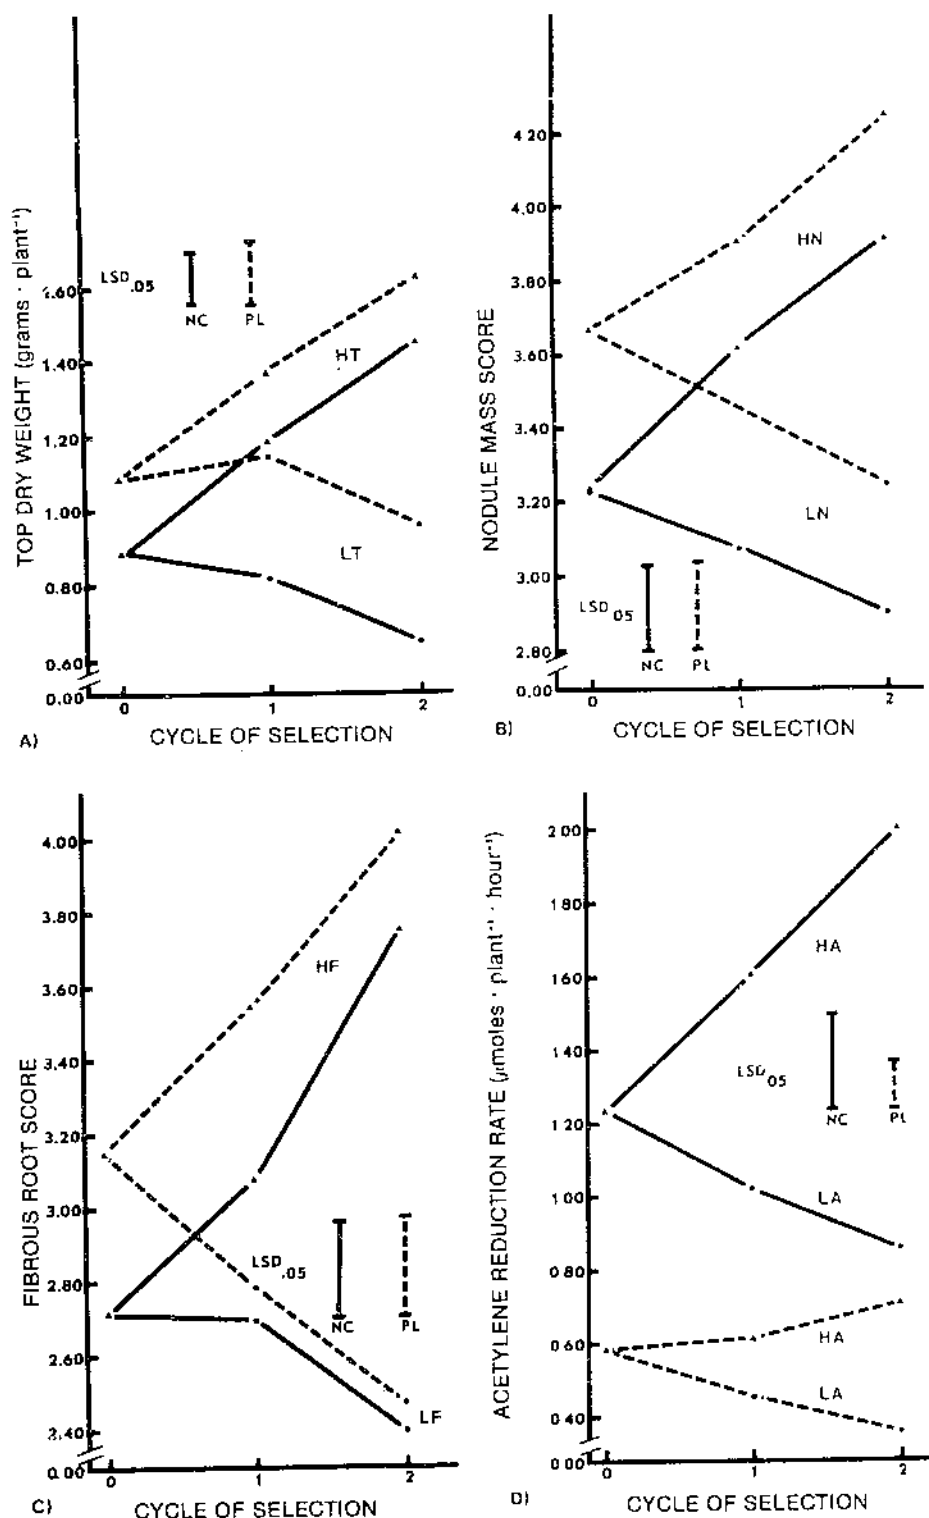 TOP DRY WEIGHT (grams · plant⁻¹)
1.60
1.40
1.20
1.00
0.80
0.60
0.00
LSD.05
NC
PL
HT
LT
0
1
2
A)
CYCLE OF SELECTION
NODULE MASS SCORE
4.20
4.00
3.80
3.60
3.40
3.20
3.00
2.80
0.00
HN
LN
LSD.05
NC
PL
0
1
2
B)
CYCLE OF SELECTION
FIBROUS ROOT SCORE
4.00
3.80
3.60
3.40
3.20
3.00
2.80
2.60
2.40
0.00
HF
LSD.05
NC
PL
LF
0
1
2
C)
CYCLE OF SELECTION
ACETYLENE REDUCTION RATE (μmoles · plant⁻¹ · hour⁻¹)
2.00
1.80
1.60
1.40
1.20
1.00
0.80
0.60
0.40
0.00
HA
LSD.05
NC
PL
LA
HA
LA
0
1
2
D)
CYCLE OF SELECTION